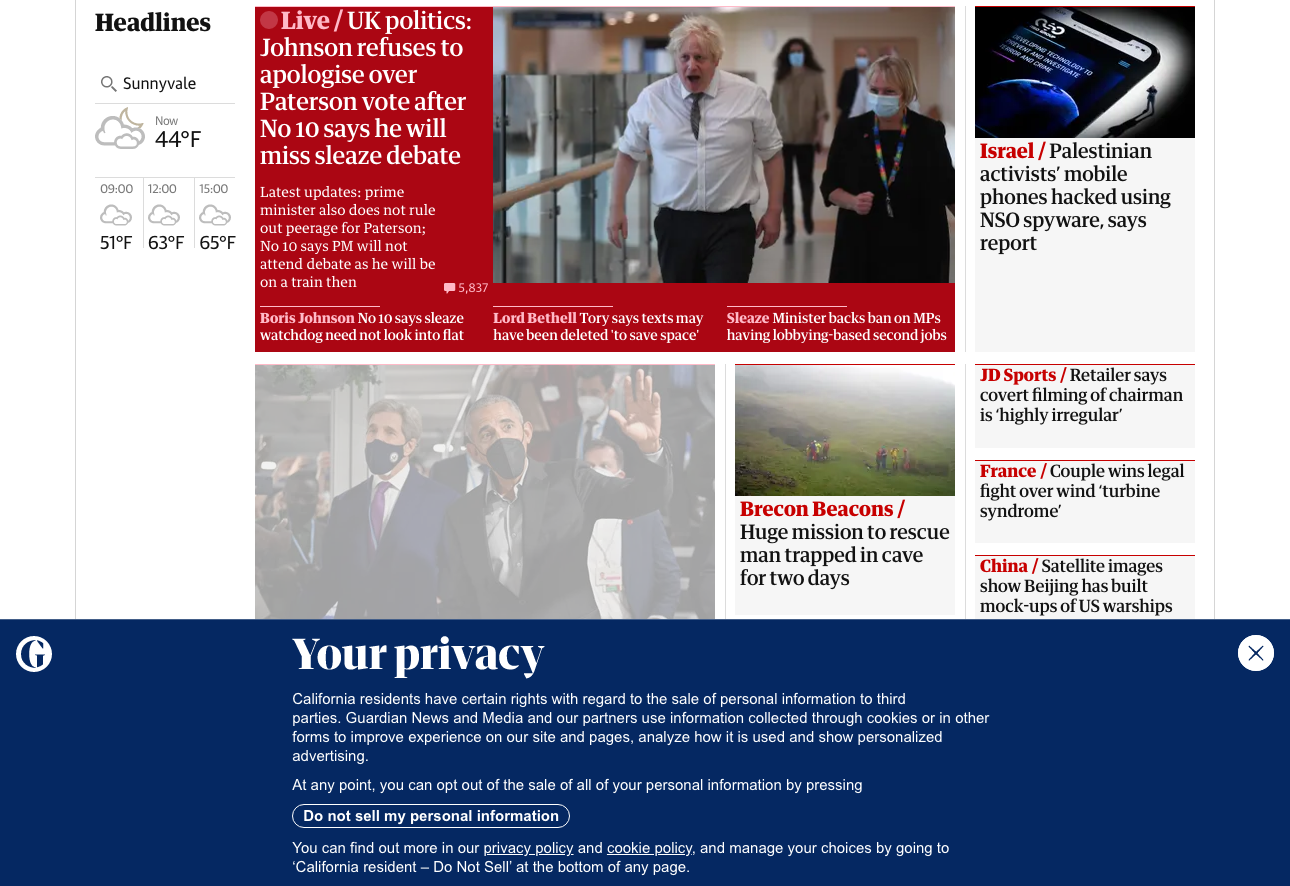 Headlines
Sunnyvale
Now
44°F
09:00
12:00
15:00
51°F
63°F
65°F
Live / UK politics:
Johnson refuses to
apologise over
Paterson vote after
No 10 says he will
miss sleaze debate
Latest updates: prime
minister also does not rule
out peerage for Paterson;
No 10 says PM will not
attend debate as he will be
on a train then
5,837
Boris Johnson No 10 says sleaze
watchdog need not look into flat
Lord Bethell Tory says texts may
have been deleted 'to save space'
Sleaze Minister backs ban on MPs
having lobbying-based second jobs
DEVELOPING TECHNOLOGY TO
PREVENT AND INVESTIGATE
TERROR AND CRIME
Israel / Palestinian
activists’ mobile
phones hacked using
NSO spyware, says
report
Brecon Beacons /
Huge mission to rescue
man trapped in cave
for two days
JD Sports / Retailer says
covert filming of chairman
is ‘highly irregular’
France / Couple wins legal
fight over wind ‘turbine
syndrome’
China / Satellite images
show Beijing has built
mock-ups of US warships
G
Your privacy
California residents have certain rights with regard to the sale of personal information to third
parties. Guardian News and Media and our partners use information collected through cookies or in other
forms to improve experience on our site and pages, analyze how it is used and show personalized
advertising.
At any point, you can opt out of the sale of all of your personal information by pressing
Do not sell my personal information
You can find out more in our privacy policy and cookie policy, and manage your choices by going to
‘California resident – Do Not Sell’ at the bottom of any page.